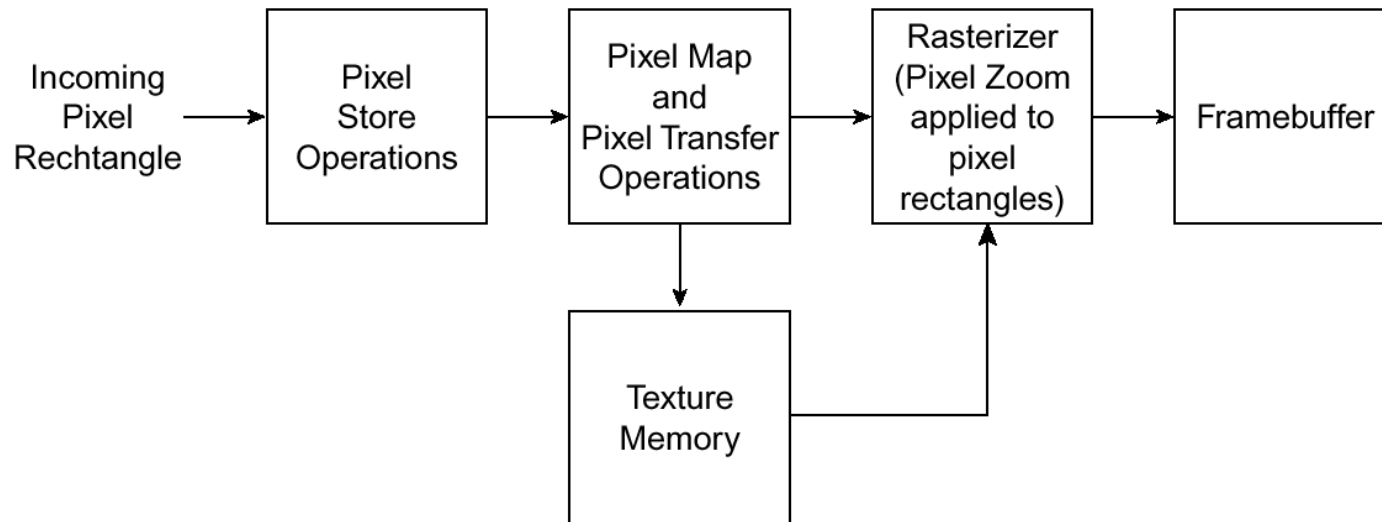 Incoming
Pixel
Rechtangle
Pixel
Store
Operations
Pixel Map
and
Pixel Transfer
Operations
Rasterizer
(Pixel Zoom
applied to
pixel
rectangles)
Framebuffer
Texture
Memory